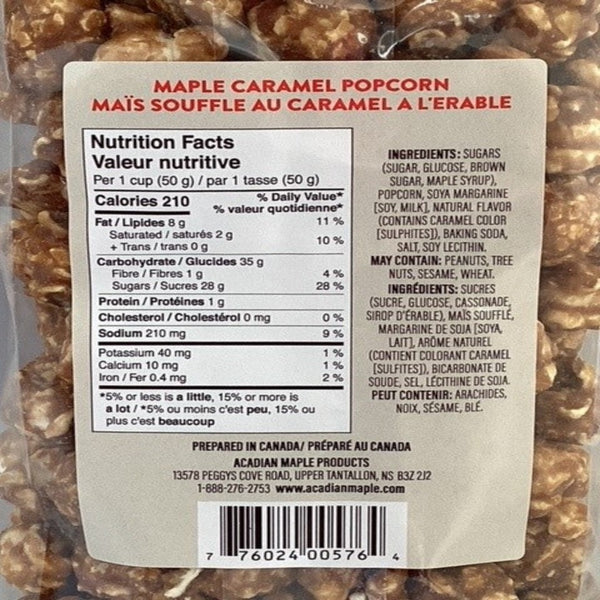 MAPLE CARAMEL POPCORN
MAÏS SOUFFLE AU CARAMEL A L'ERABLE
Nutrition Facts
Valeur nutritive
Per 1 cup (50 g) / par 1 tasse (50 g)
Calories 210
% Daily Value*
% valeur quotidienne*
Fat / Lipides 8 g 11 %
Saturated / saturés 2 g
+ Trans / trans 0 g 10 %
Carbohydrate / Glucides 35 g
Fibre / Fibres 1 g 4 %
Sugars / Sucres 28 g 28 %
Protein / Protéines 1 g
Cholesterol / Cholestérol 0 mg 0 %
Sodium 210 mg 9 %
Potassium 40 mg 1 %
Calcium 10 mg 1 %
Iron / Fer 0.4 mg 2 %
*5% or less is a little, 15% or more is
a lot / *5% ou moins c'est peu, 15% ou
plus c'est beaucoup
INGREDIENTS: SUGARS
(SUGAR, GLUCOSE, BROWN
SUGAR, MAPLE SYRUP),
POPCORN, SOYA MARGARINE
[SOY, MILK], NATURAL FLAVOR
(CONTAINS CARAMEL COLOR
[SULPHITES]), BAKING SODA,
SALT, SOY LECITHIN.
MAY CONTAIN: PEANUTS, TREE
NUTS, SESAME, WHEAT.
INGRÉDIENTS: SUCRES
(SUCRE, GLUCOSE, CASSONADE,
SIROP D'ÉRABLE), MAÏS SOUFFLÉ,
MARGARINE DE SOJA [SOYA,
LAIT], ARÔME NATUREL
(CONTIENT COLORANT CARAMEL
[SULFITES]), BICARBONATE DE
SOUDE, SEL, LÉCITHINE DE SOJA.
PEUT CONTENIR: ARACHIDES,
NOIX, SÉSAME, BLÉ.
PREPARED IN CANADA/ PRÉPARÉ AU CANADA
ACADIAN MAPLE PRODUCTS
13578 PEGGYS COVE ROAD, UPPER TANTALLON, NS B3Z 2J2
1-888-276-2753 www.acadianmaple.com
7 76024 00576 4